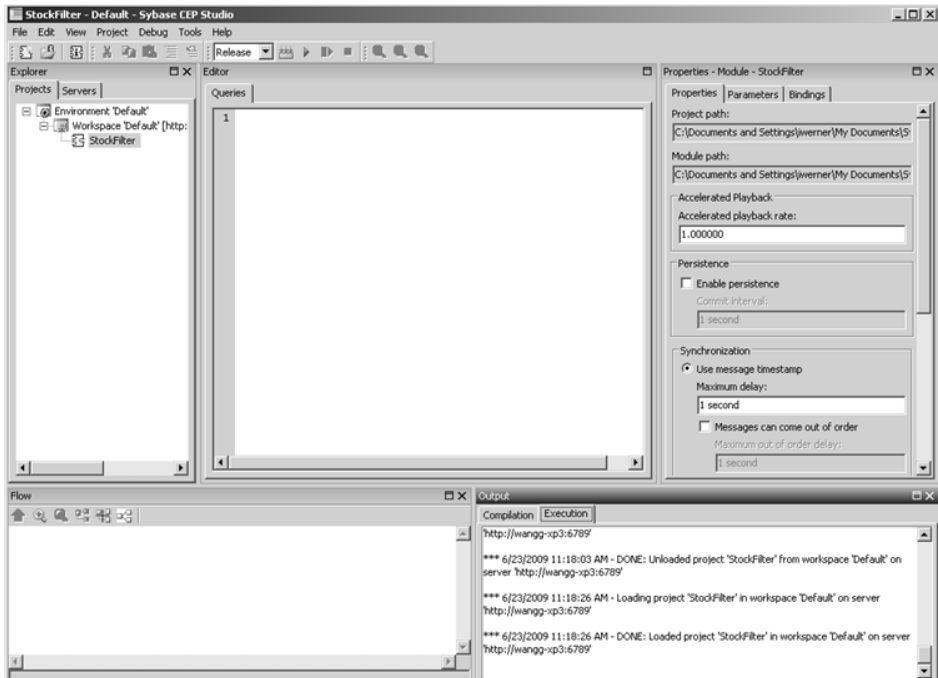 StockFilter - Default - Sybase CEP Studio
File Edit View Project Debug Tools Help
Release
Explorer
Projects Servers
Environment 'Default'
Workspace 'Default' [http:
StockFilter
Editor
Queries
1
Properties - Module - StockFilter
Properties Parameters Bindings
Project path:
C:\Documents and Settings\jwerner\My Documents\S
Module path:
C:\Documents and Settings\jwerner\My Documents\S
Accelerated Playback
Accelerated playback rate:
1.000000
Persistence
Enable persistence
Commit interval:
1 second
Synchronization
Use message timestamp
Maximum delay:
1 second
Messages can come out of order
Maximum out of order delay:
1 second
Flow
Output
Compilation Execution
'http://wangg-xp3:6789'
*** 6/23/2009 11:18:03 AM - DONE: Unloaded project 'StockFilter' from workspace 'Default' on
server 'http://wangg-xp3:6789'
*** 6/23/2009 11:18:26 AM - Loading project 'StockFilter' in workspace 'Default' on server
'http://wangg-xp3:6789'
*** 6/23/2009 11:18:26 AM - DONE: Loaded project 'StockFilter' in workspace 'Default' on server
'http://wangg-xp3:6789'